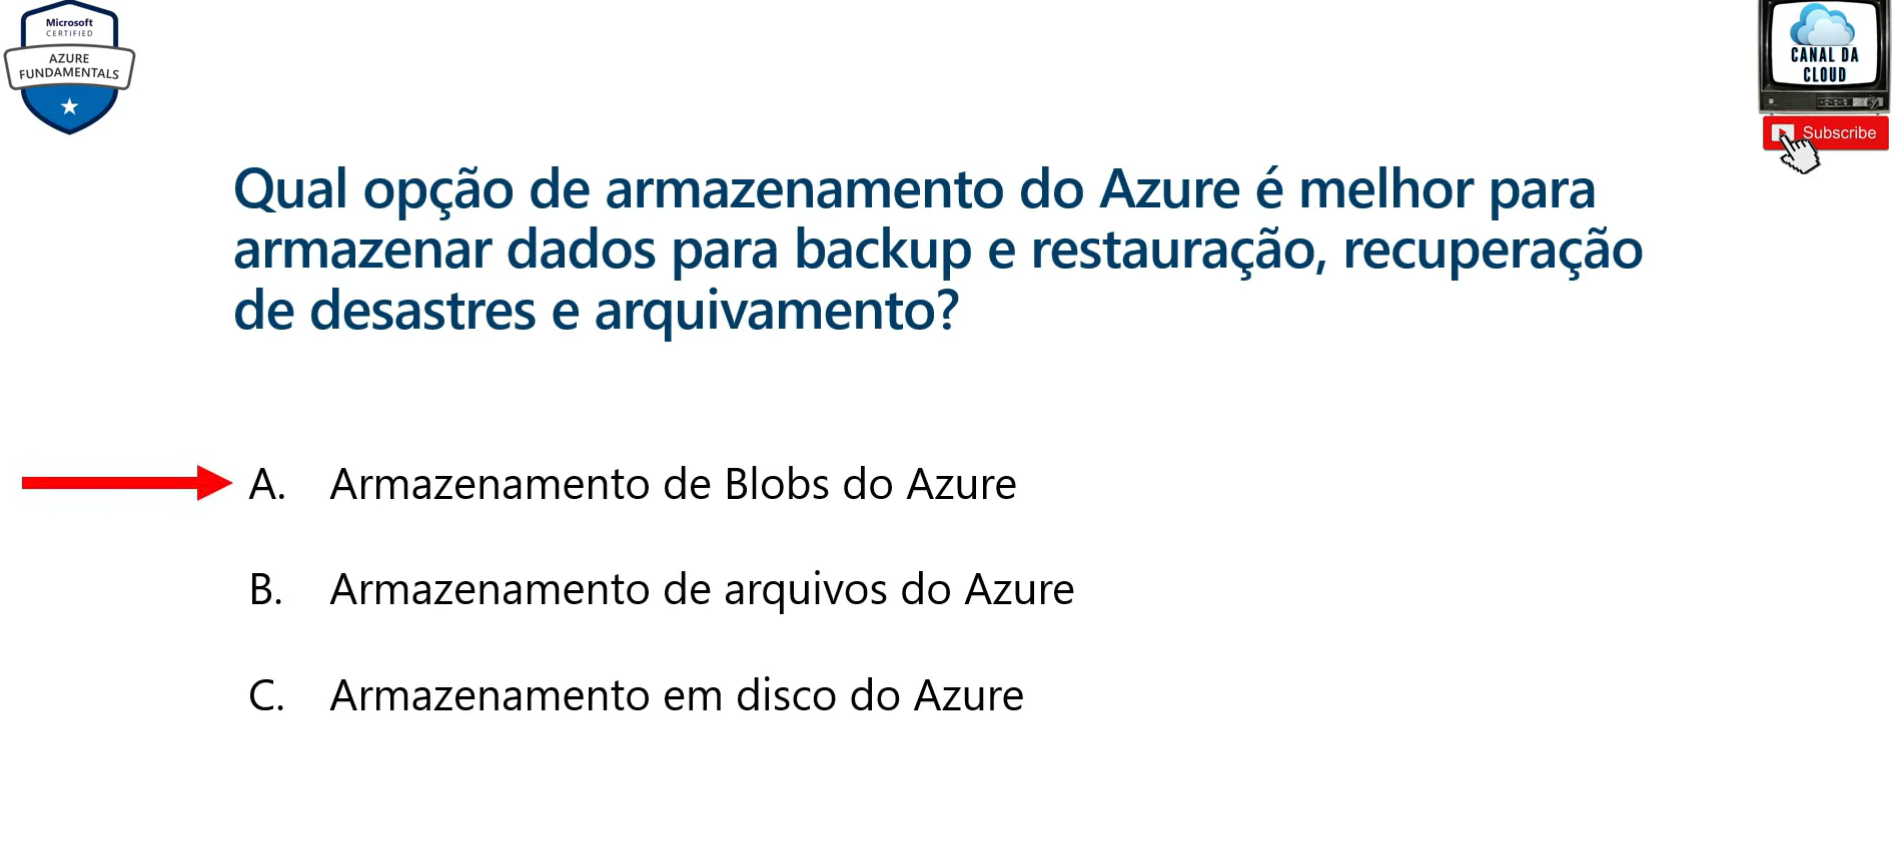 Microsoft
CERTIFIED
AZURE
FUNDAMENTALS
CANAL DA
CLOUD
Subscribe
Qual opção de armazenamento do Azure é melhor para
armazenar dados para backup e restauração, recuperação
de desastres e arquivamento?
A. Armazenamento de Blobs do Azure
B. Armazenamento de arquivos do Azure
C. Armazenamento em disco do Azure